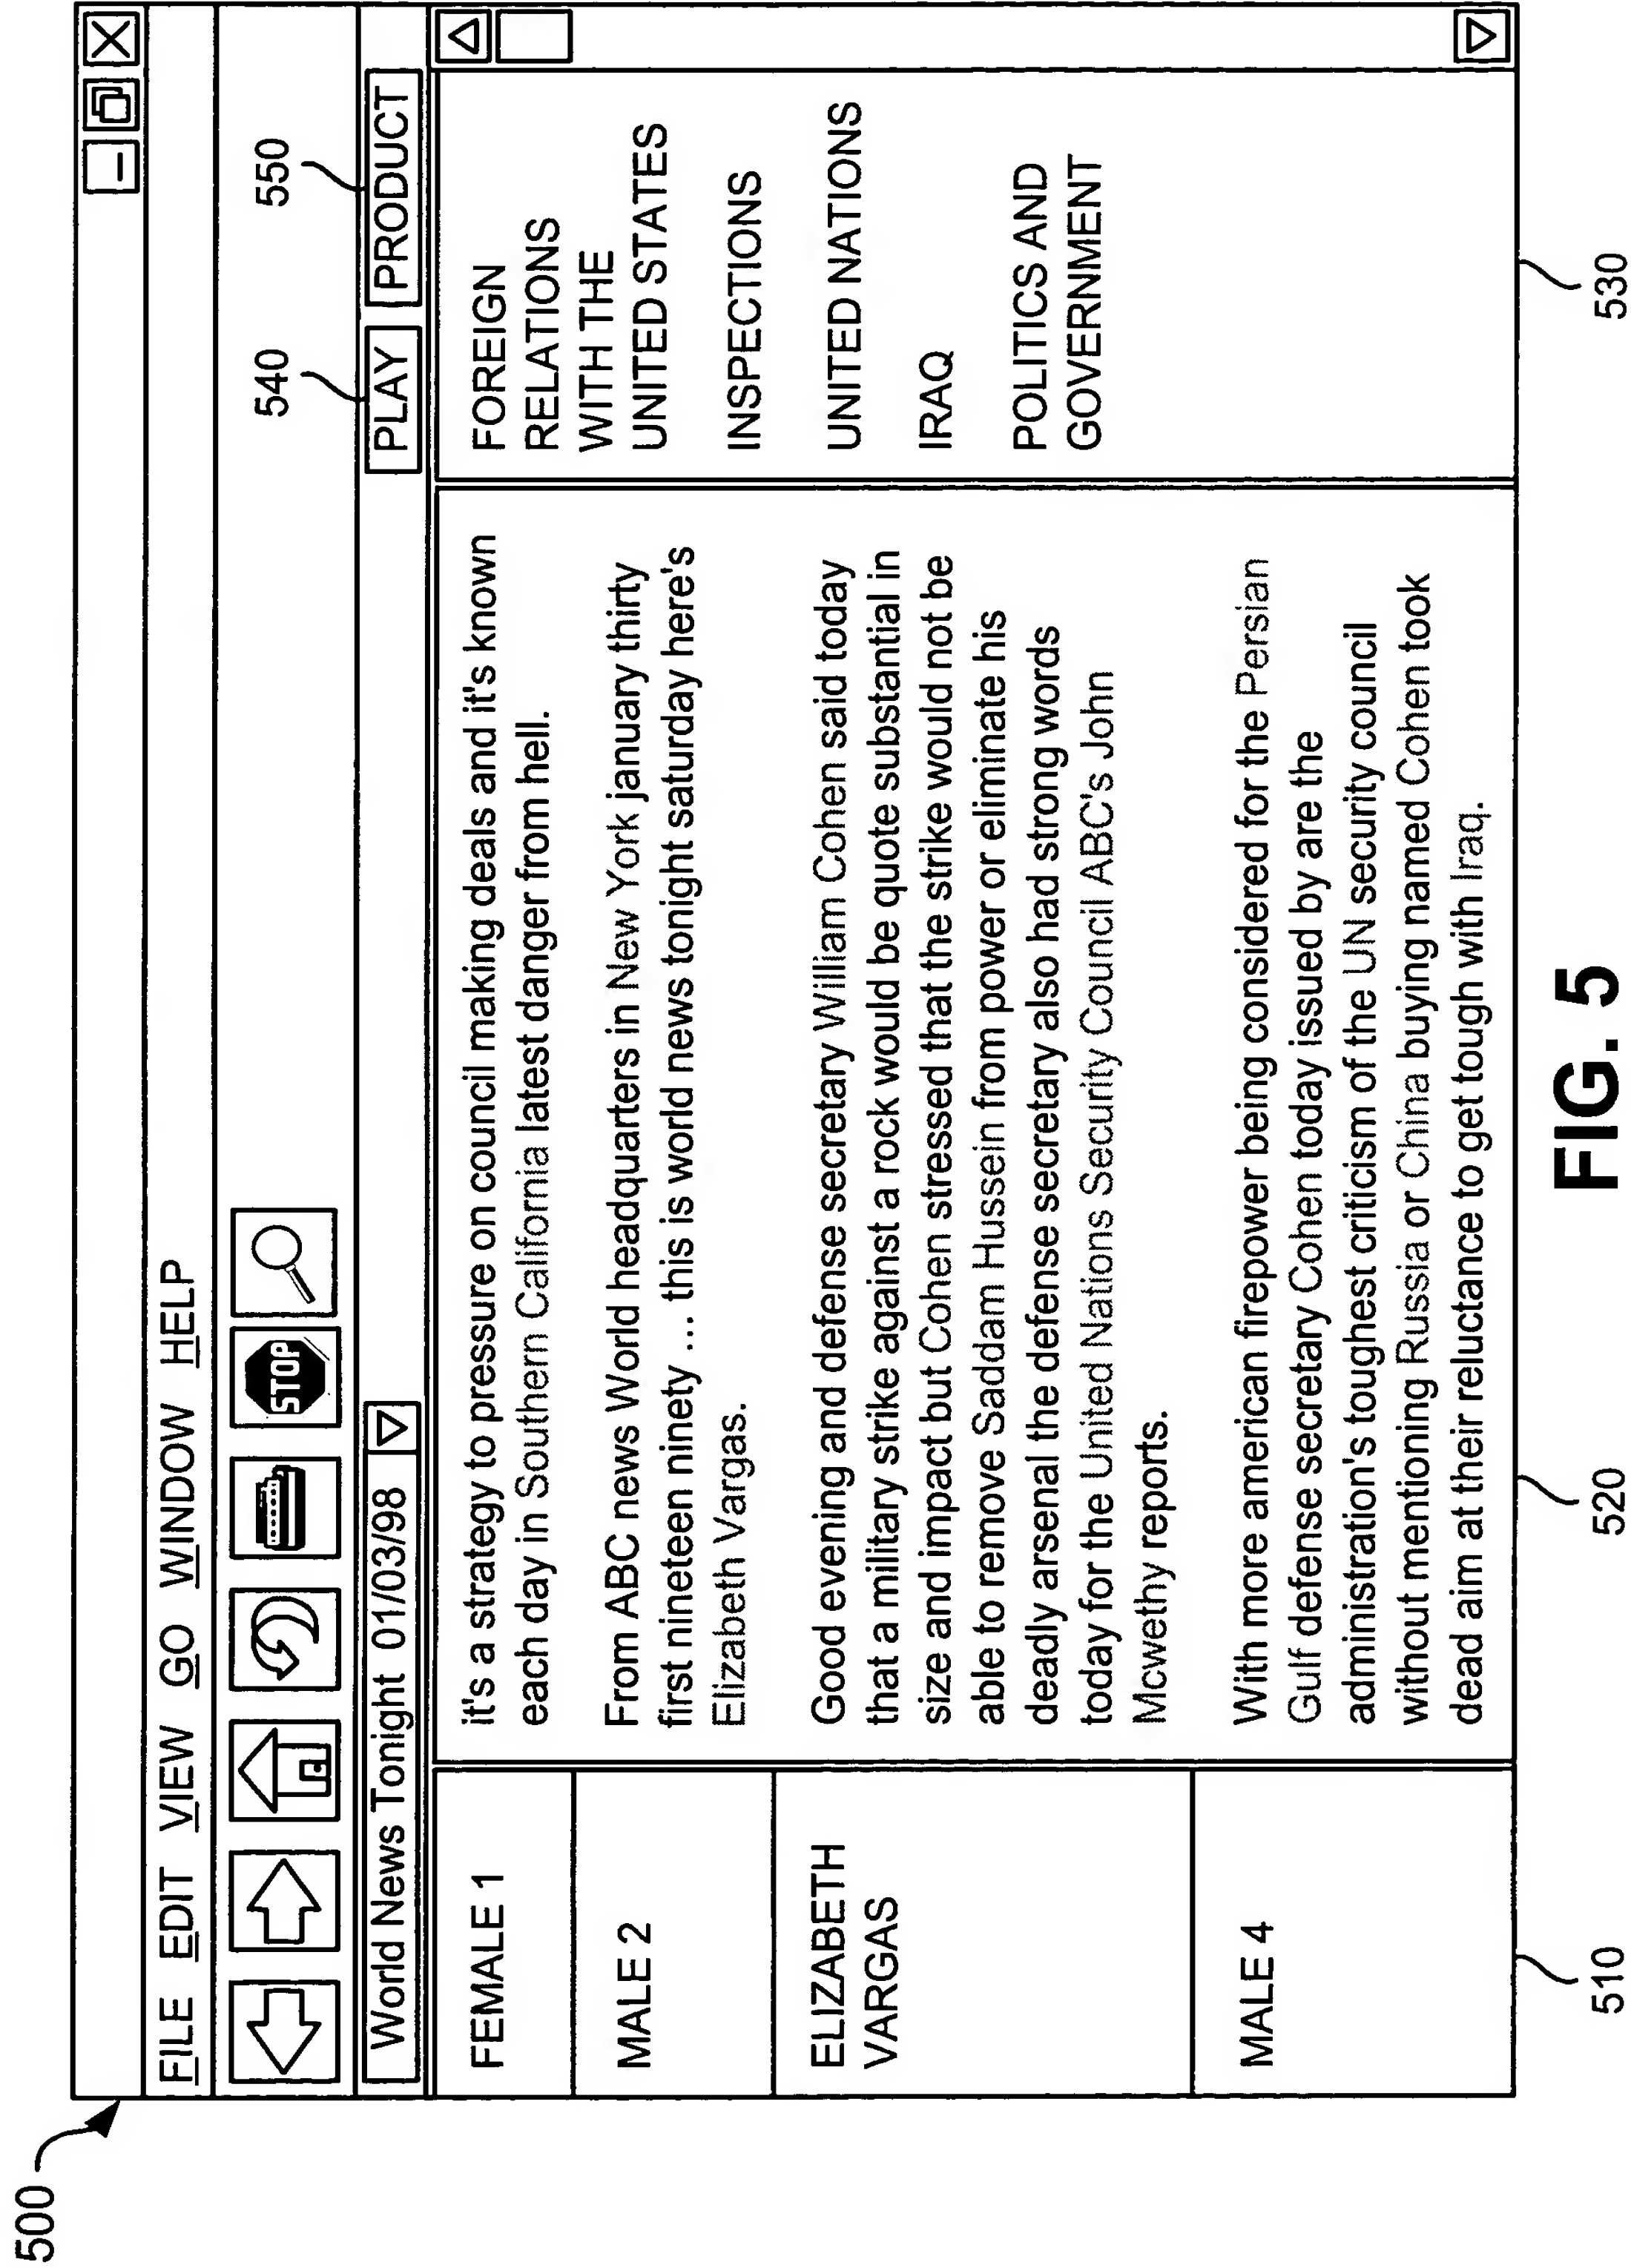 500
FILE EDIT VIEW GO WINDOW HELP
STOP
540
550
World News Tonight 01/03/98
PLAY
PRODUCT
FEMALE 1
it's a strategy to pressure on council making deals and it's known
each day in Southern California latest danger from hell.
MALE 2
From ABC news World headquarters in New York january thirty
first nineteen ninety ... this is world news tonight saturday here's
Elizabeth Vargas.
ELIZABETH
VARGAS
Good evening and defense secretary William Cohen said today
that a military strike against a rock would be quote substantial in
size and impact but Cohen stressed that the strike would not be
able to remove Saddam Hussein from power or eliminate his
deadly arsenal the defense secretary also had strong words
today for the United Nations Security Council ABC's John
Mcwethy reports.
MALE 4
With more american firepower being considered for the Persian
Gulf defense secretary Cohen today issued by are the
administration's toughest criticism of the UN security council
without mentioning Russia or China buying named Cohen took
dead aim at their reluctance to get tough with Iraq.
FOREIGN
RELATIONS
WITH THE
UNITED STATES
INSPECTIONS
UNITED NATIONS
IRAQ
POLITICS AND
GOVERNMENT
510
520
530
FIG. 5